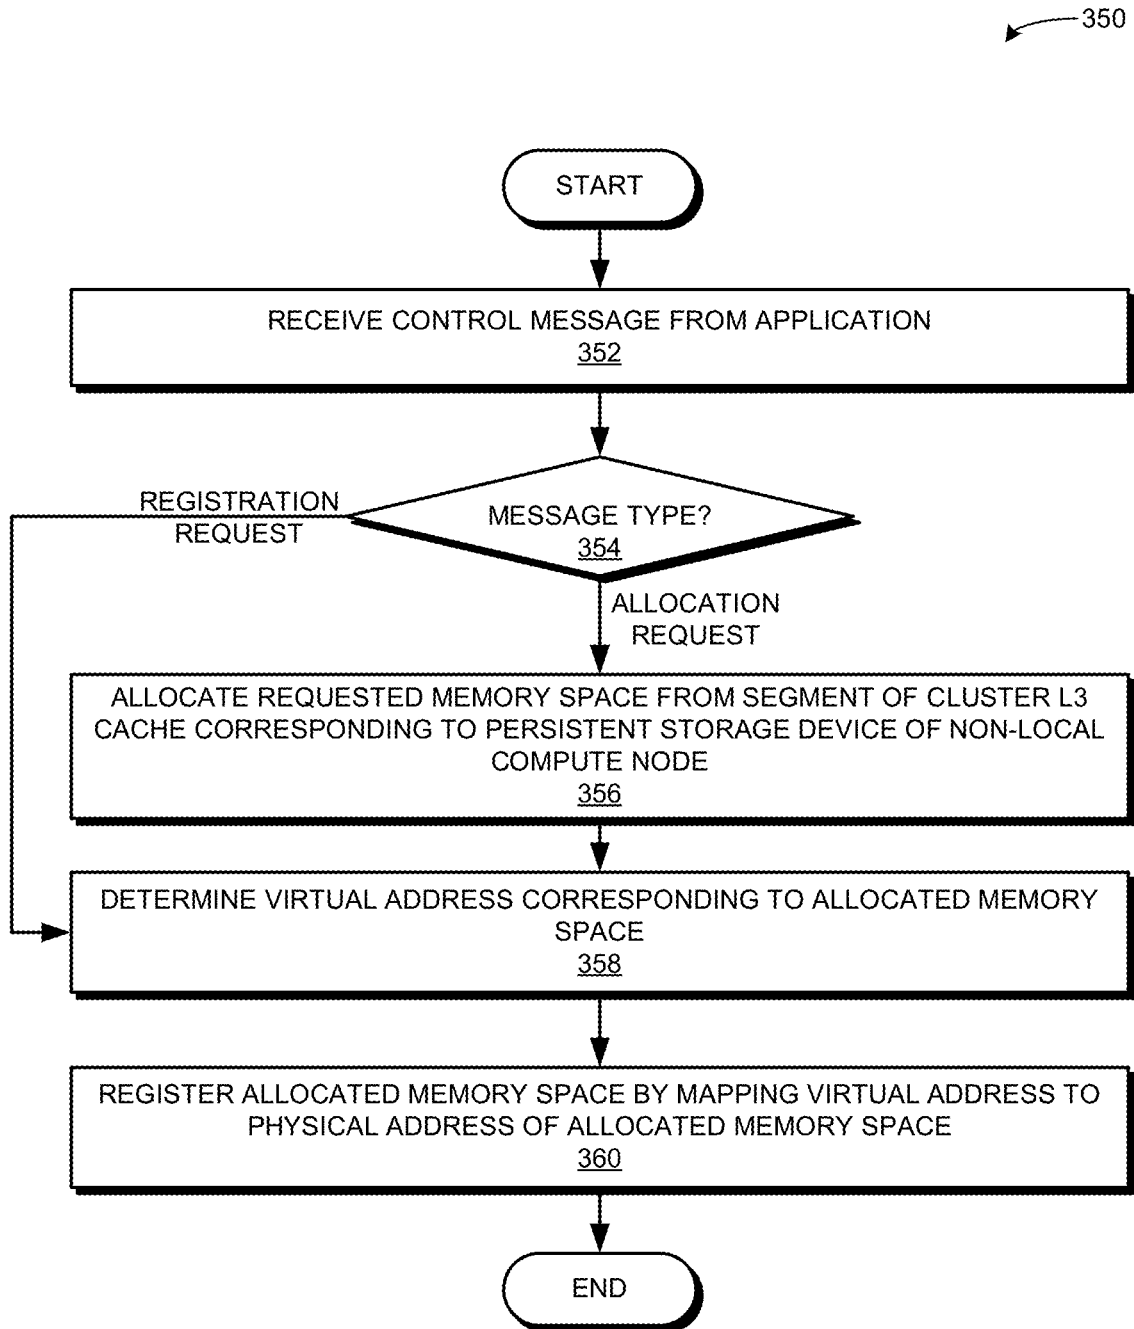 350
START
RECEIVE CONTROL MESSAGE FROM APPLICATION
352
REGISTRATION
REQUEST
MESSAGE TYPE?
354
ALLOCATION
REQUEST
ALLOCATE REQUESTED MEMORY SPACE FROM SEGMENT OF CLUSTER L3
CACHE CORRESPONDING TO PERSISTENT STORAGE DEVICE OF NON-LOCAL
COMPUTE NODE
356
DETERMINE VIRTUAL ADDRESS CORRESPONDING TO ALLOCATED MEMORY
SPACE
358
REGISTER ALLOCATED MEMORY SPACE BY MAPPING VIRTUAL ADDRESS TO
PHYSICAL ADDRESS OF ALLOCATED MEMORY SPACE
360
END